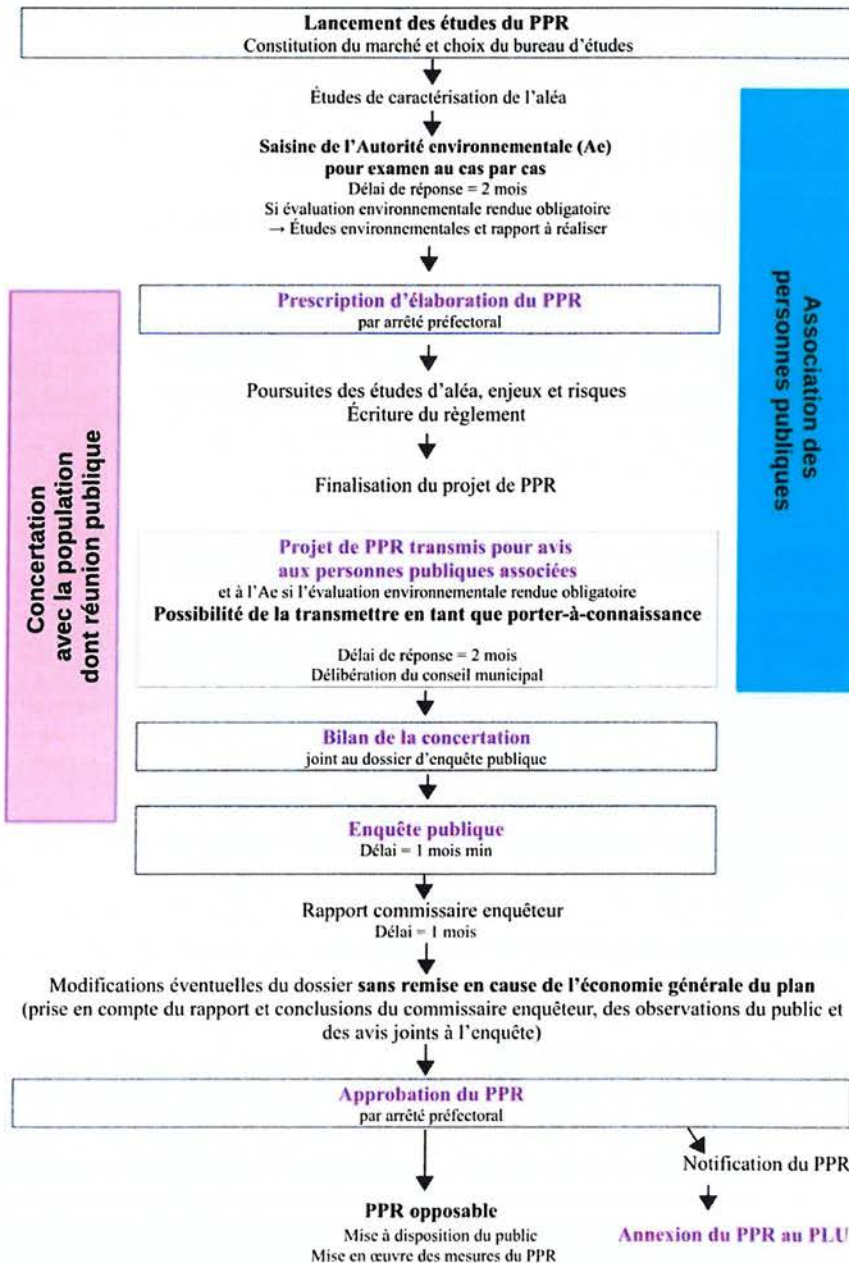 Lancement des études du PPR
Constitution du marché et choix du bureau d'études
Études de caractérisation de l'aléa
Saisine de l'Autorité environnementale (Ae)
pour examen au cas par cas
Délai de réponse = 2 mois
Si évaluation environnementale rendue obligatoire
→ Études environnementales et rapport à réaliser
Association des
personnes publiques
Concertation
avec la population
dont réunion publique
Prescription d'élaboration du PPR
par arrêté préfectoral
Poursuites des études d'aléa, enjeux et risques
Écriture du règlement
Finalisation du projet de PPR
Projet de PPR transmis pour avis
aux personnes publiques associées
et à l'Ae si l'évaluation environnementale rendue obligatoire
Possibilité de la transmettre en tant que porter-à-connaissance
Délai de réponse = 2 mois
Délibération du conseil municipal
Bilan de la concertation
joint au dossier d'enquête publique
Enquête publique
Délai = 1 mois min
Rapport commissaire enquêteur
Délai = 1 mois
Modifications éventuelles du dossier sans remise en cause de l'économie générale du plan
(prise en compte du rapport et conclusions du commissaire enquêteur, des observations du public et
des avis joints à l'enquête)
Approbation du PPR
par arrêté préfectoral
Notification du PPR
PPR opposable
Mise à disposition du public
Mise en œuvre des mesures du PPR
Annexion du PPR au PLU